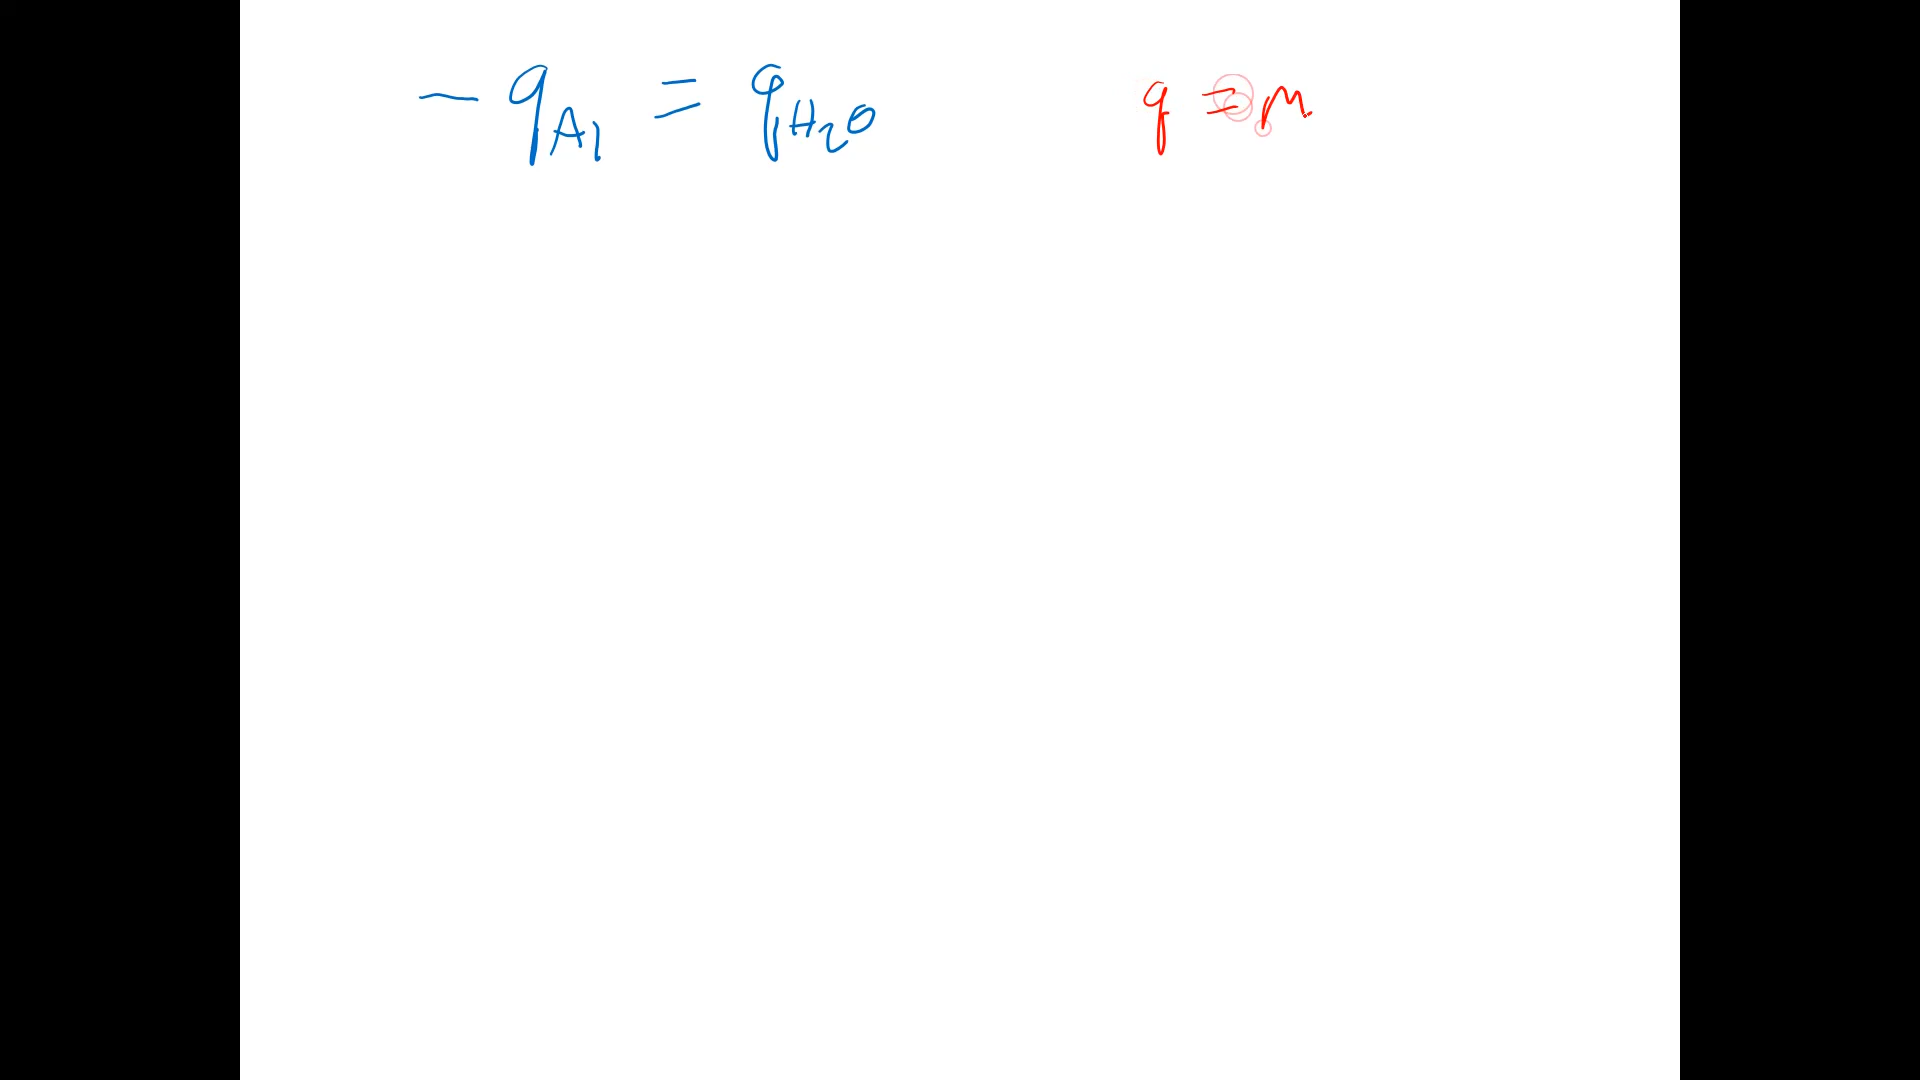 - q_Al = q_H₂O
q = m